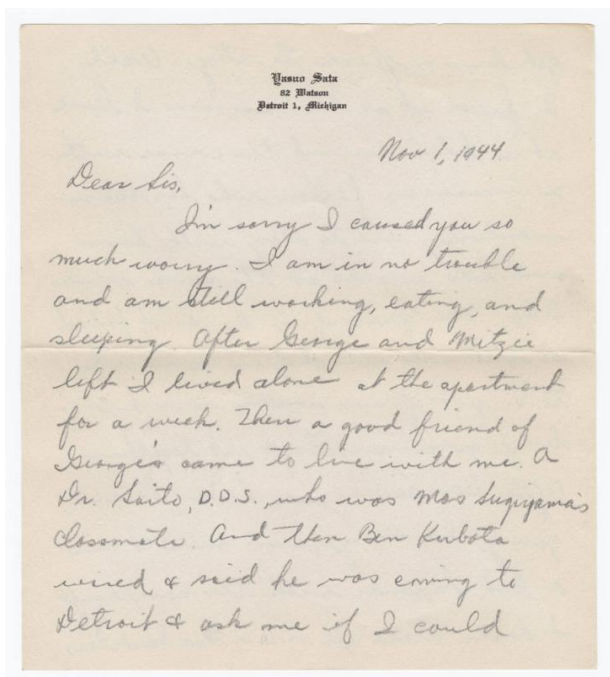 Yasuo Sata
82 Watson
Detroit 1, Michigan
Nov 1, 1944
Dear Sis,
I'm sorry I caused you so
much worry. I am in no trouble
and am still working, eating, and
sleeping. After George and Mitzie
left I lived alone at the apartment
for a week. Then a good friend of
George's came to live with me. A
Dr. Saito, D.D.S., who was Mas Sugiyama's
Classmate. And then Ben Kubota
wired & said he was coming to
Detroit & ask me if I could